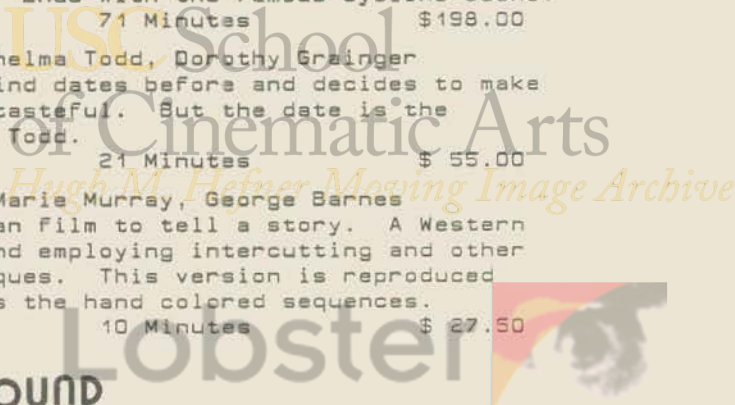 71 Minutes $198.00
USC School
helma Todd, Dorothy Grainger
ind dates before and decides to make
tasteful. But the date is the
of Cinematic Arts
Todd.
21 Minutes $ 55.00
Hugh M. Hefner Moving Image Archive
Marie Murray, George Barnes
an film to tell a story. A Western
nd employing intercutting and other
ques. This version is reproduced
s the hand colored sequences.
10 Minutes $ 27.50
Lobster
OUND